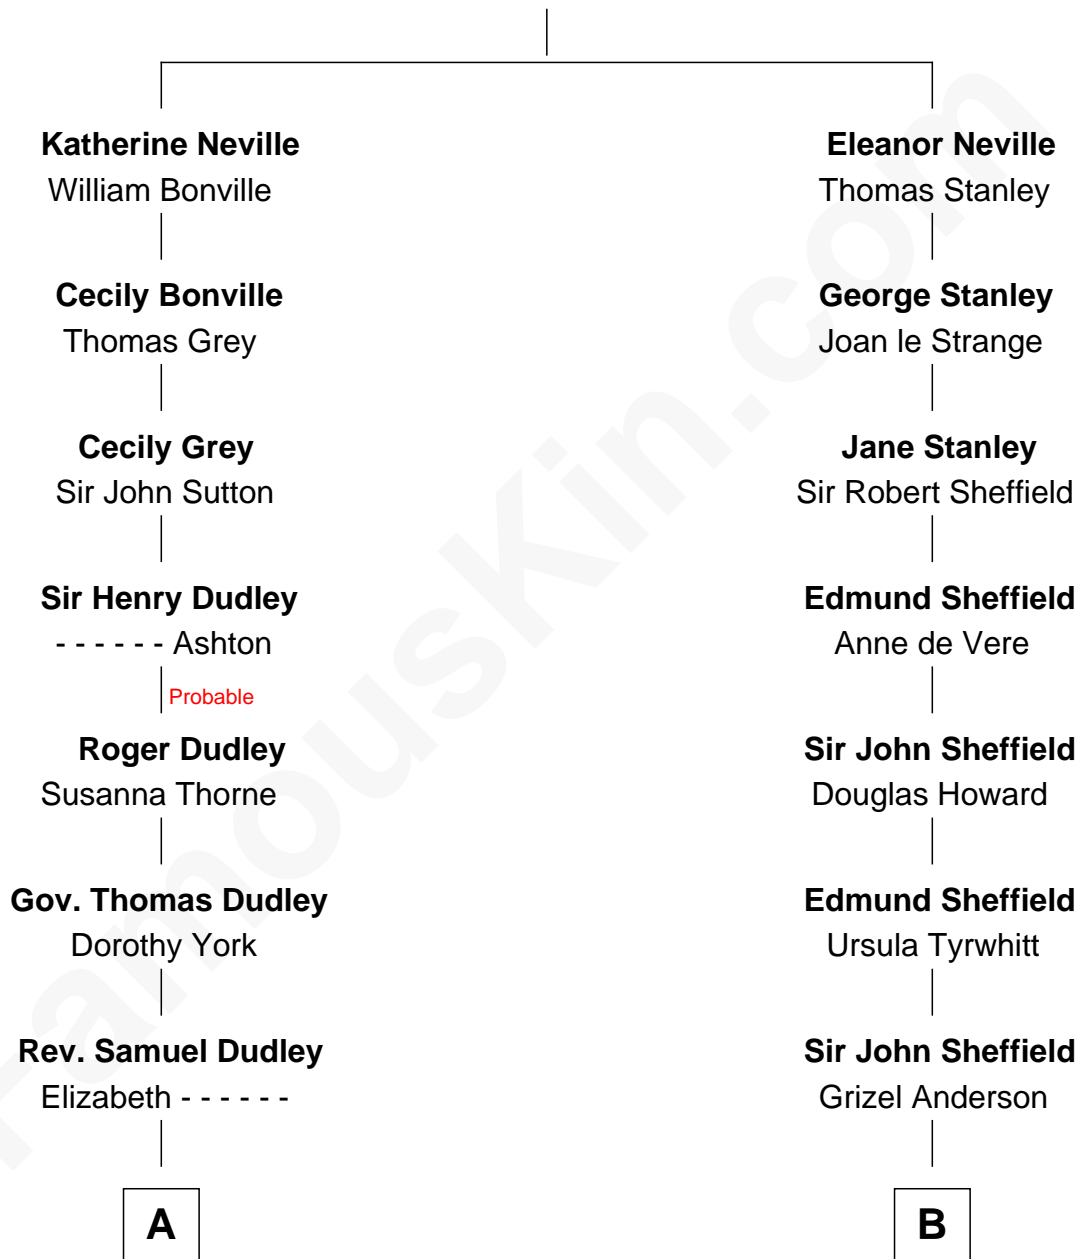 Katherine Neville
William Bonville
Cecily Bonville
Thomas Grey
Cecily Grey
Sir John Sutton
Sir Henry Dudley
- - - - - - Ashton
Probable
Roger Dudley
Susanna Thorne
Gov. Thomas Dudley
Dorothy York
Rev. Samuel Dudley
Elizabeth - - - - - -
A
Eleanor Neville
Thomas Stanley
George Stanley
Joan le Strange
Jane Stanley
Sir Robert Sheffield
Edmund Sheffield
Anne de Vere
Sir John Sheffield
Douglas Howard
Edmund Sheffield
Ursula Tyrwhitt
Sir John Sheffield
Grizel Anderson
B
FamousKin.com